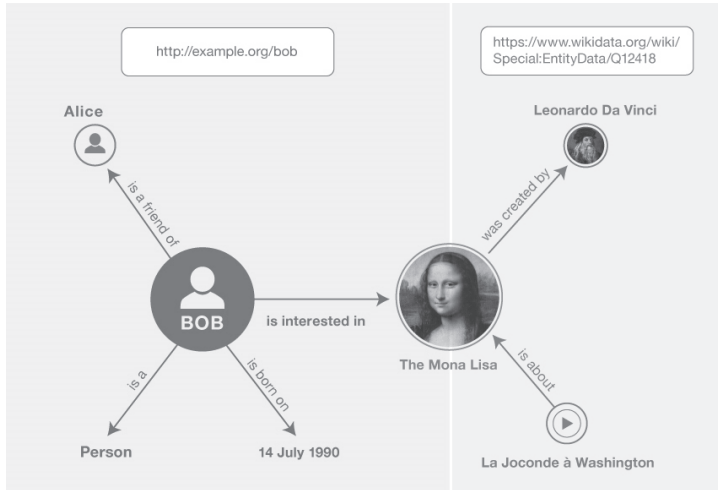 http://example.org/bob
https://www.wikidata.org/wiki/
Special:EntityData/Q12418
Alice
Leonardo Da Vinci
is a friend of
was created by
BOB
is interested in
The Mona Lisa
is a
is born on
is about
Person
14 July 1990
La Joconde à Washington